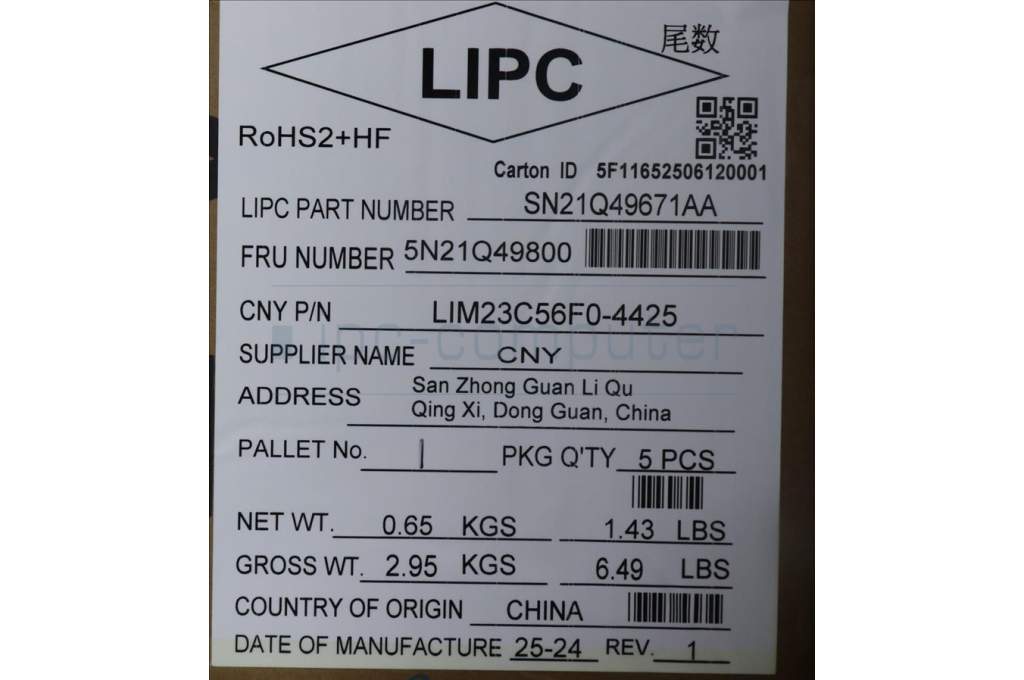 LIPC
尾数
RoHS2+HF
Carton ID 5F11652506120001
LIPC PART NUMBER SN21Q49671AA
FRU NUMBER 5N21Q49800
CNY P/N LIM23C56F0-4425
ipc-computer
SUPPLIER NAME CNY
ADDRESS San Zhong Guan Li Qu
Qing Xi, Dong Guan, China
PALLET No. 1 PKG Q'TY 5 PCS
NET WT. 0.65 KGS 1.43 LBS
GROSS WT. 2.95 KGS 6.49 LBS
COUNTRY OF ORIGIN CHINA
DATE OF MANUFACTURE 25-24 REV. 1